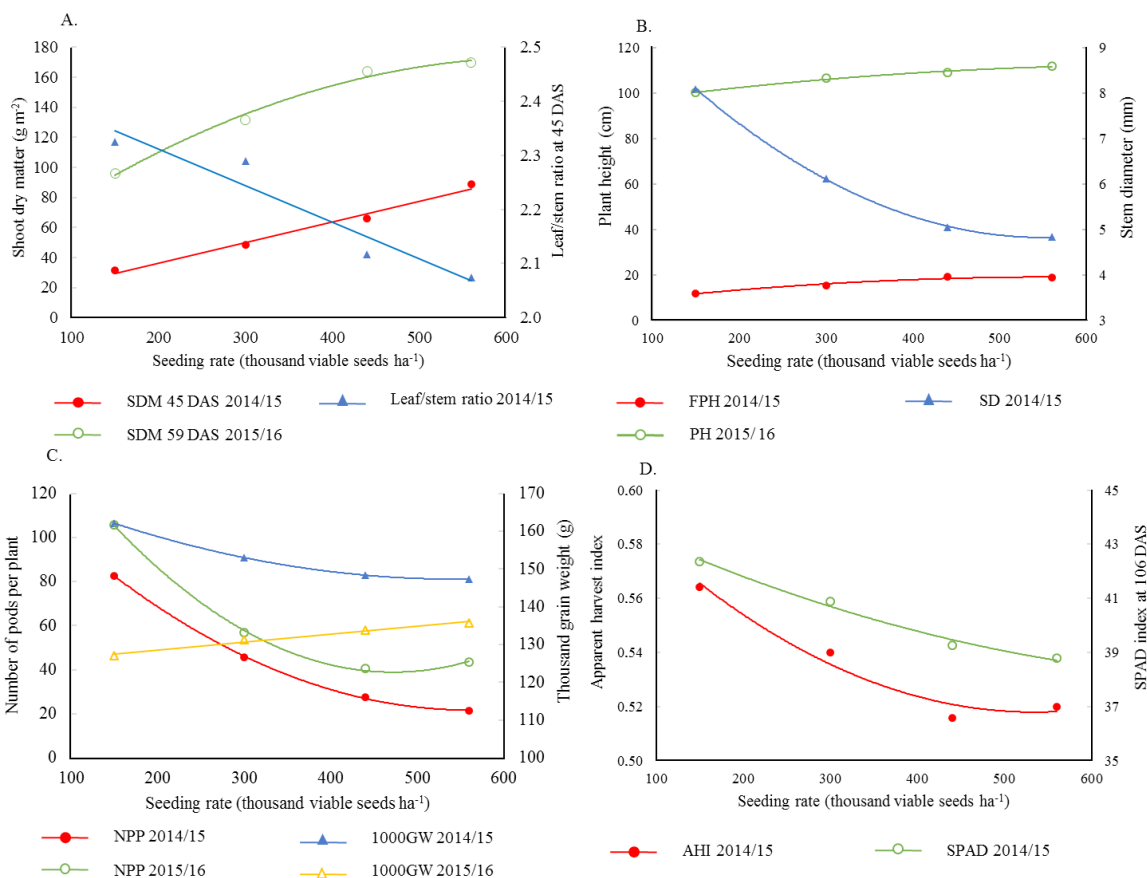 A.
Shoot dry matter (g m⁻²)
180
160
140
120
100
80
60
40
20
0
2.5
2.4
2.3
2.2
2.1
2.0
Leaf/stem ratio at 45 DAS
100 200 300 400 500 600
Seeding rate (thousand viable seeds ha⁻¹)
SDM 45 DAS 2014/15
Leaf/stem ratio 2014/15
SDM 59 DAS 2015/16
B.
Plant height (cm)
120
100
80
60
40
20
0
9
8
7
6
5
4
3
Stem diameter (mm)
100 200 300 400 500 600
Seeding rate (thousand viable seeds ha⁻¹)
FPH 2014/15
SD 2014/15
PH 2015/16
C.
Number of pods per plant
120
100
80
60
40
20
0
170
160
150
140
130
120
110
100
Thousand grain weight (g)
100 200 300 400 500 600
Seeding rate (thousand viable seeds ha⁻¹)
NPP 2014/15
1000GW 2014/15
NPP 2015/16
1000GW 2015/16
D.
Apparent harvest index
0.60
0.58
0.56
0.54
0.52
0.50
45
43
41
39
37
35
SPAD index at 106 DAS
100 200 300 400 500 600
Seeding rate (thousand viable seeds ha⁻¹)
AHI 2014/15
SPAD 2014/15